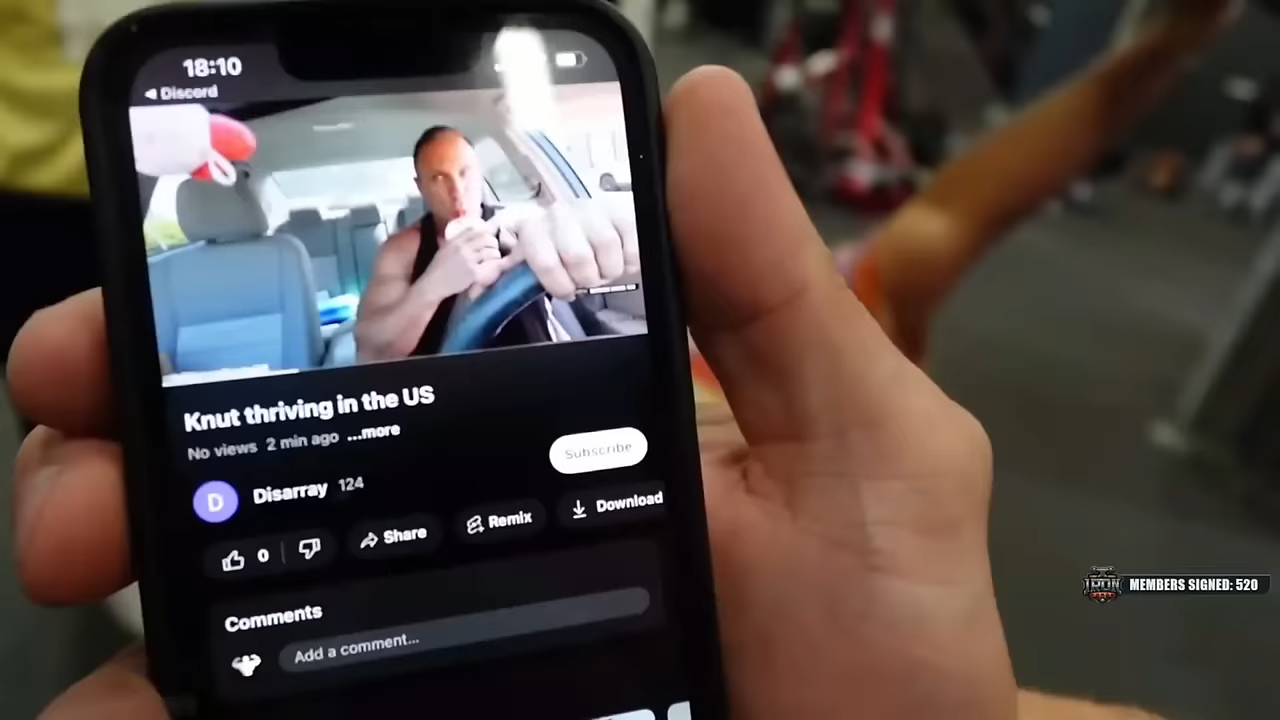 18:10
Discord
Knut thriving in the US
No views 2 min ago ...more
Subscribe
D
Disarray 124
0
Share
Remix
Download
Comments
Add a comment...
IRON
MEMBERS SIGNED: 520